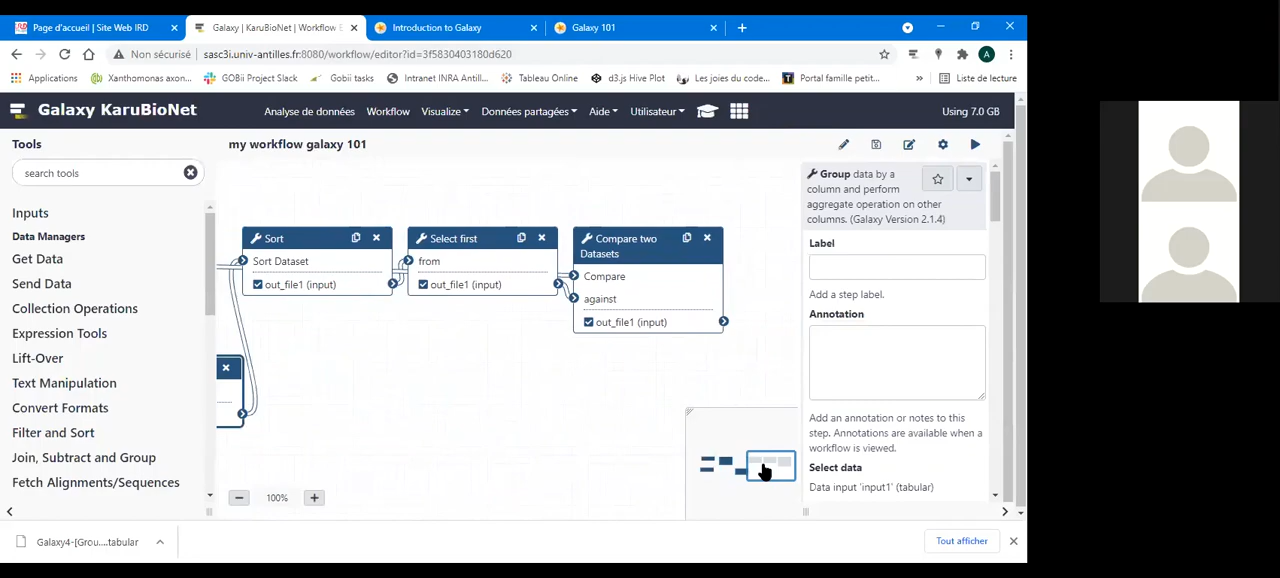 Page d'accueil | Site Web IRD
Galaxy | KaruBioNet | Workflow E
Introduction to Galaxy
Galaxy 101
Non sécurisé
sasc3i.univ-antilles.fr:8080/workflow/editor?id=3f5830403180d620
A
Applications
Xanthomonas axon...
GOBii Project Slack
Gobii tasks
Intranet INRA Antill...
Tableau Online
d3.js Hive Plot
Les joies du code...
Portal famille petit...
»
Liste de lecture
Galaxy KaruBioNet
Analyse de données
Workflow
Visualize
Données partagées
Aide
Utilisateur
Using 7.0 GB
Tools
search tools
Inputs
Data Managers
Get Data
Send Data
Collection Operations
Expression Tools
Lift-Over
Text Manipulation
Convert Formats
Filter and Sort
Join, Subtract and Group
Fetch Alignments/Sequences
my workflow galaxy 101
Sort
Sort Dataset
out_file1 (input)
Select first
from
out_file1 (input)
Compare two
Datasets
Compare
against
out_file1 (input)
100%
Group data by a
column and perform
aggregate operation on other
columns. (Galaxy Version 2.1.4)
Label
Add a step label.
Annotation
Add an annotation or notes to this
step. Annotations are available when a
workflow is viewed.
Select data
Data input 'input1' (tabular)
Galaxy4-[Grou....tabular
Tout afficher